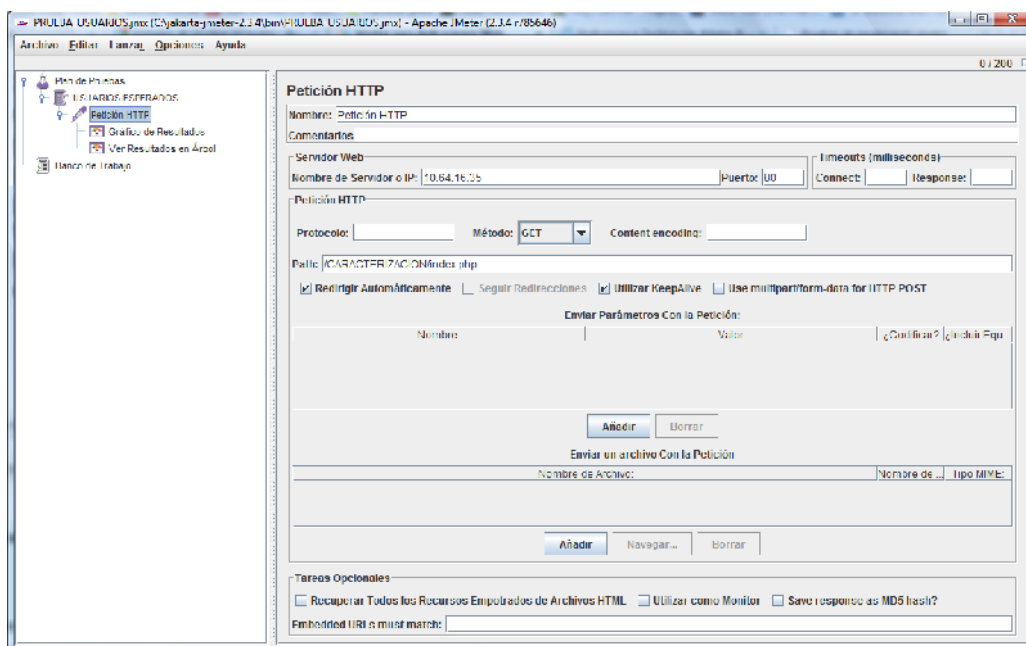 PRUEBA_USUARIOS.jmx (C:\jakarta-jmeter-2.3.4\bin\PRUEBA_USUARIOS.jmx) - Apache JMeter (2.3.4 r785646)
Archivo Editar Lanzar Opciones Ayuda
0 / 200
Plan de Pruebas
USUARIOS ESPERADOS
Petición HTTP
Gráfico de Resultados
Ver Resultados en Árbol
Banco de Trabajo
Petición HTTP
Nombre: Petición HTTP
Comentarios
Servidor Web
Timeouts (milliseconds)
Nombre de Servidor o IP: 10.64.16.35 Puerto: 80 Connect: Response:
Petición HTTP
Protocolo: Método: GET Content encoding:
Path: /CARACTERIZACION/index.php
Redirigir Automáticamente Seguir Redirecciones Utilizar KeepAlive Use multipart/form-data for HTTP POST
Enviar Parámetros Con la Petición:
Nombre Valor ¿Codificar? ¿Incluir Equ
Añadir Borrar
Enviar un archivo Con la Petición
Nombre de Archivo: Nombre de ... Tipo MIME:
Añadir Navegar... Borrar
Tareas Opcionales
Recuperar Todos los Recursos Empotrados de Archivos HTML Utilizar como Monitor Save response as MD5 hash?
Embedded URLs must match: